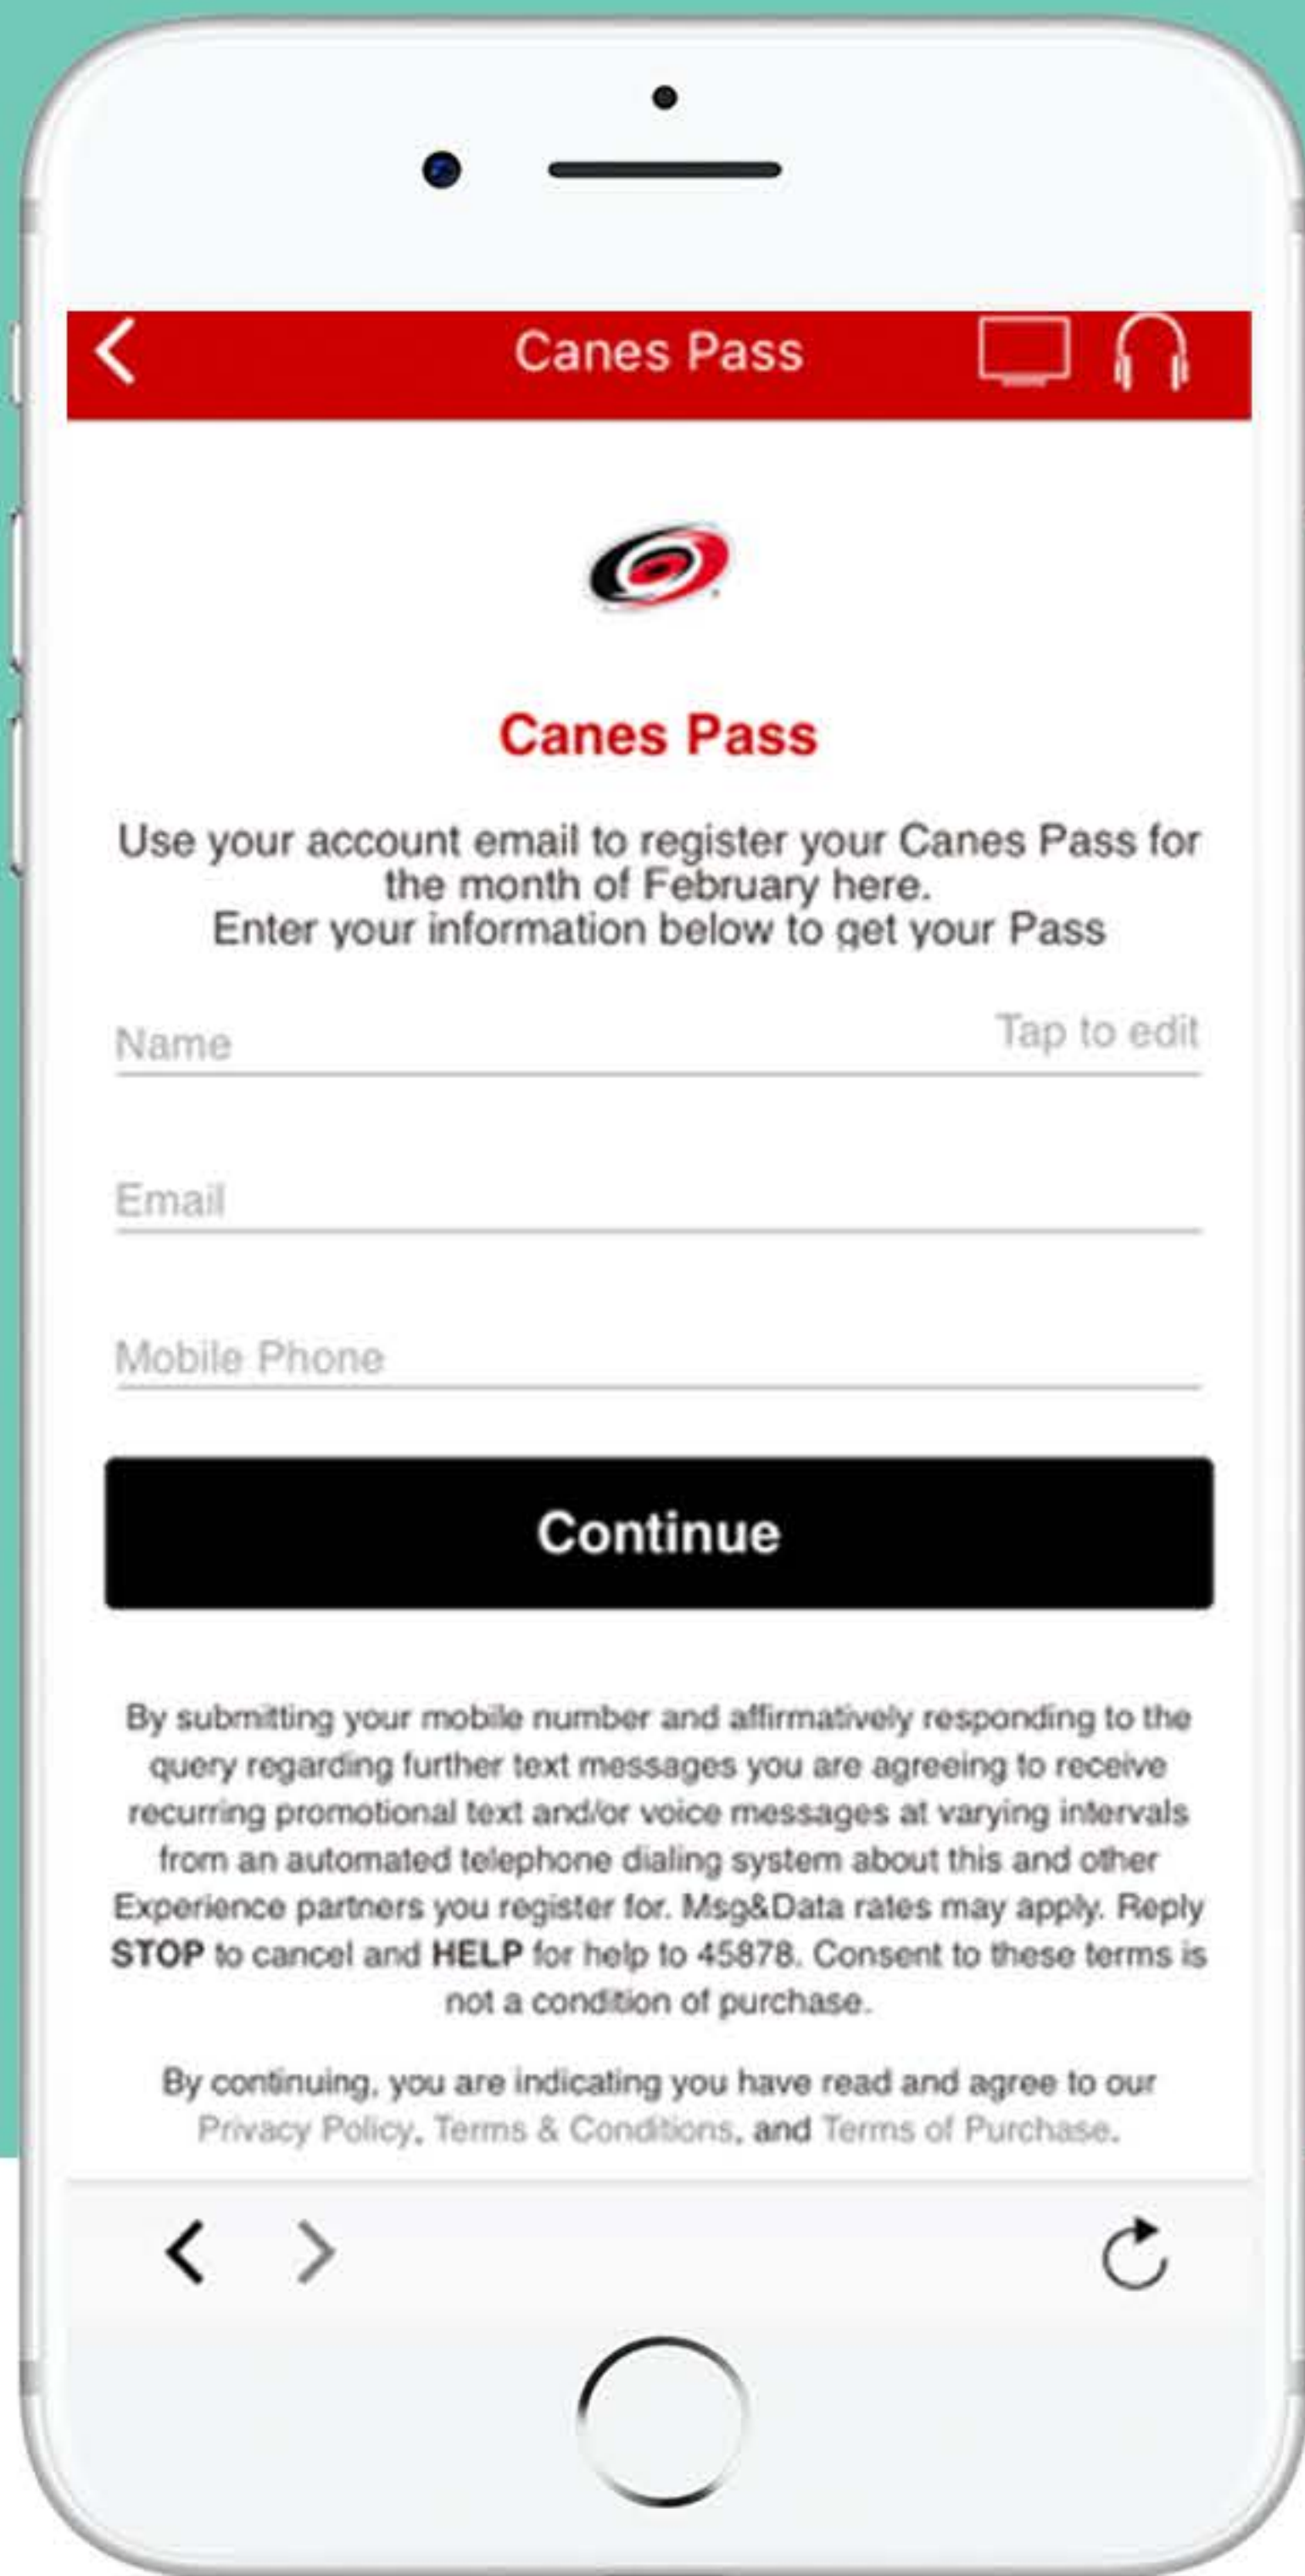 Canes Pass
Canes Pass
Use your account email to register your Canes Pass for
the month of February here.
Enter your information below to get your Pass
Name Tap to edit
Email
Mobile Phone
Continue
By submitting your mobile number and affirmatively responding to the
query regarding further text messages you are agreeing to receive
recurring promotional text and/or voice messages at varying intervals
from an automated telephone dialing system about this and other
Experience partners you register for. Msg&Data rates may apply. Reply
STOP to cancel and HELP for help to 45878. Consent to these terms is
not a condition of purchase.
By continuing, you are indicating you have read and agree to our
Privacy Policy, Terms & Conditions, and Terms of Purchase.